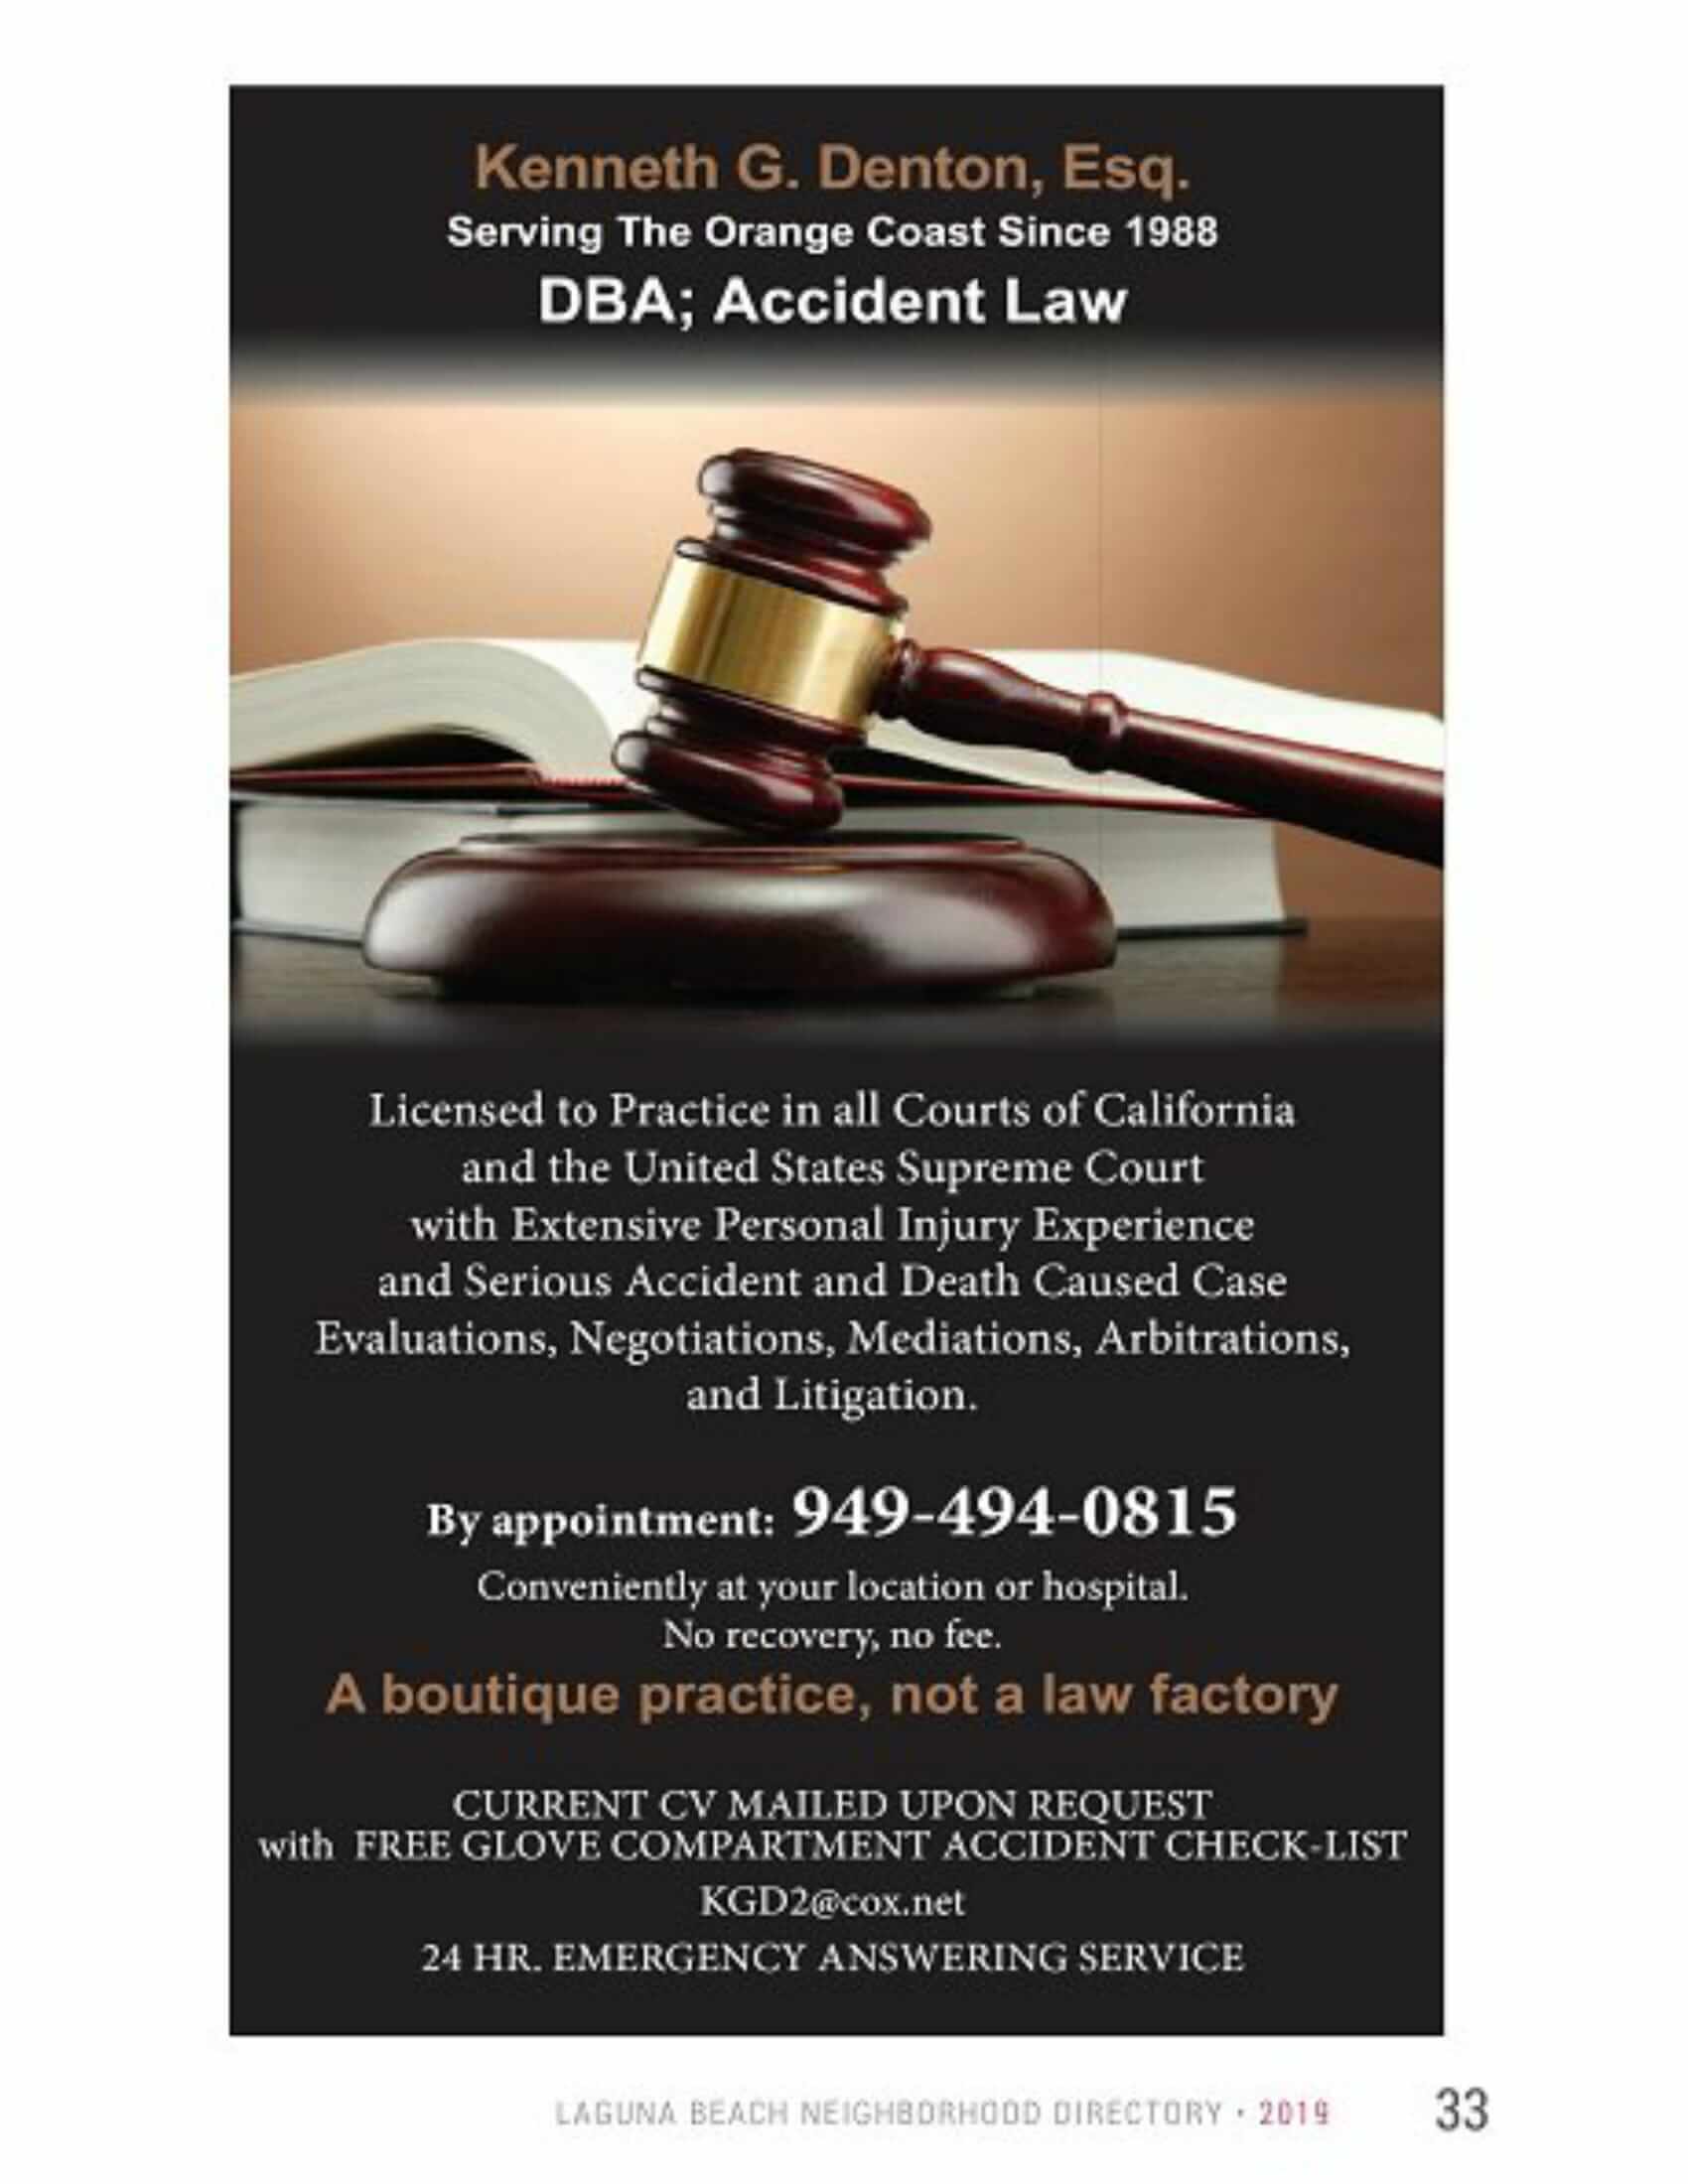 Kenneth G. Denton, Esq.
Serving The Orange Coast Since 1988
DBA; Accident Law
Licensed to Practice in all Courts of California
and the United States Supreme Court
with Extensive Personal Injury Experience
and Serious Accident and Death Caused Case
Evaluations, Negotiations, Mediations, Arbitrations,
and Litigation.
By appointment: 949-494-0815
Conveniently at your location or hospital.
No recovery, no fee.
A boutique practice, not a law factory
CURRENT CV MAILED UPON REQUEST
with FREE GLOVE COMPARTMENT ACCIDENT CHECK-LIST
KGD2@cox.net
24 HR. EMERGENCY ANSWERING SERVICE
LAGUNA BEACH NEIGHBORHOOD DIRECTORY • 2019 33